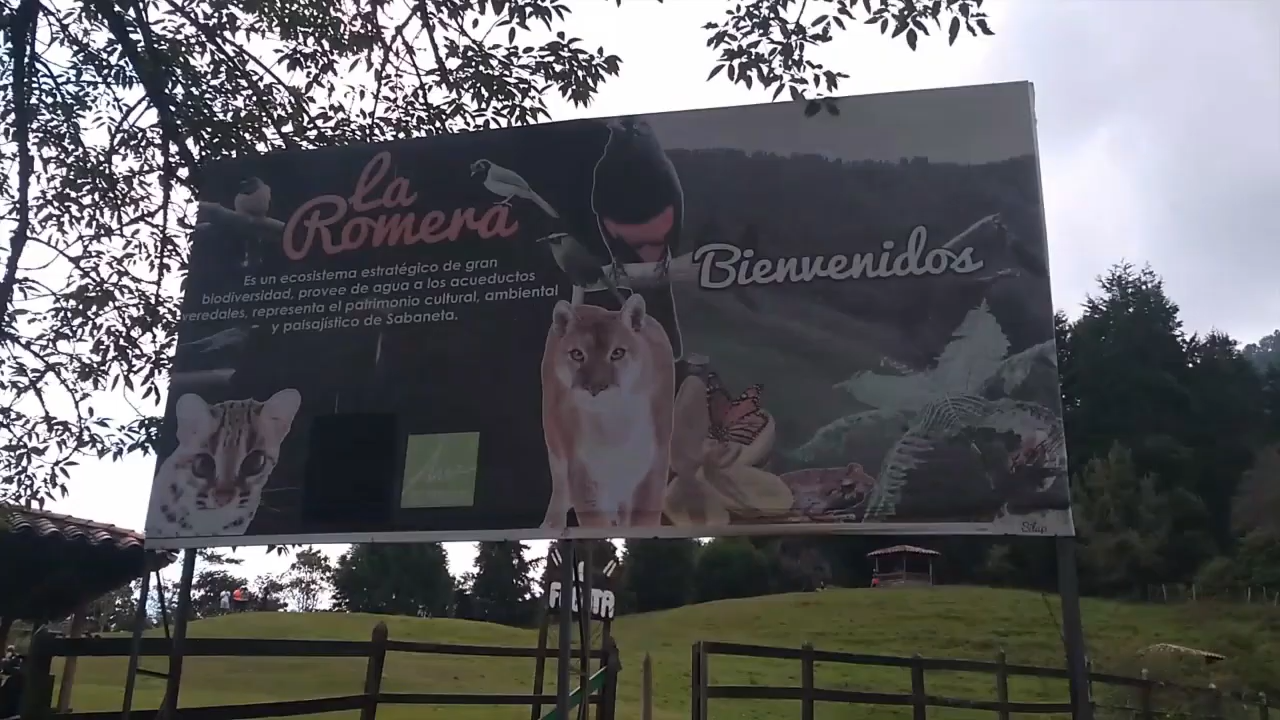 La
Romera
Es un ecosistema estratégico de gran
biodiversidad, provee de agua a los acueductos
veredales, representa el patrimonio cultural, ambiental
y paisajístico de Sabaneta.
Bienvenidos